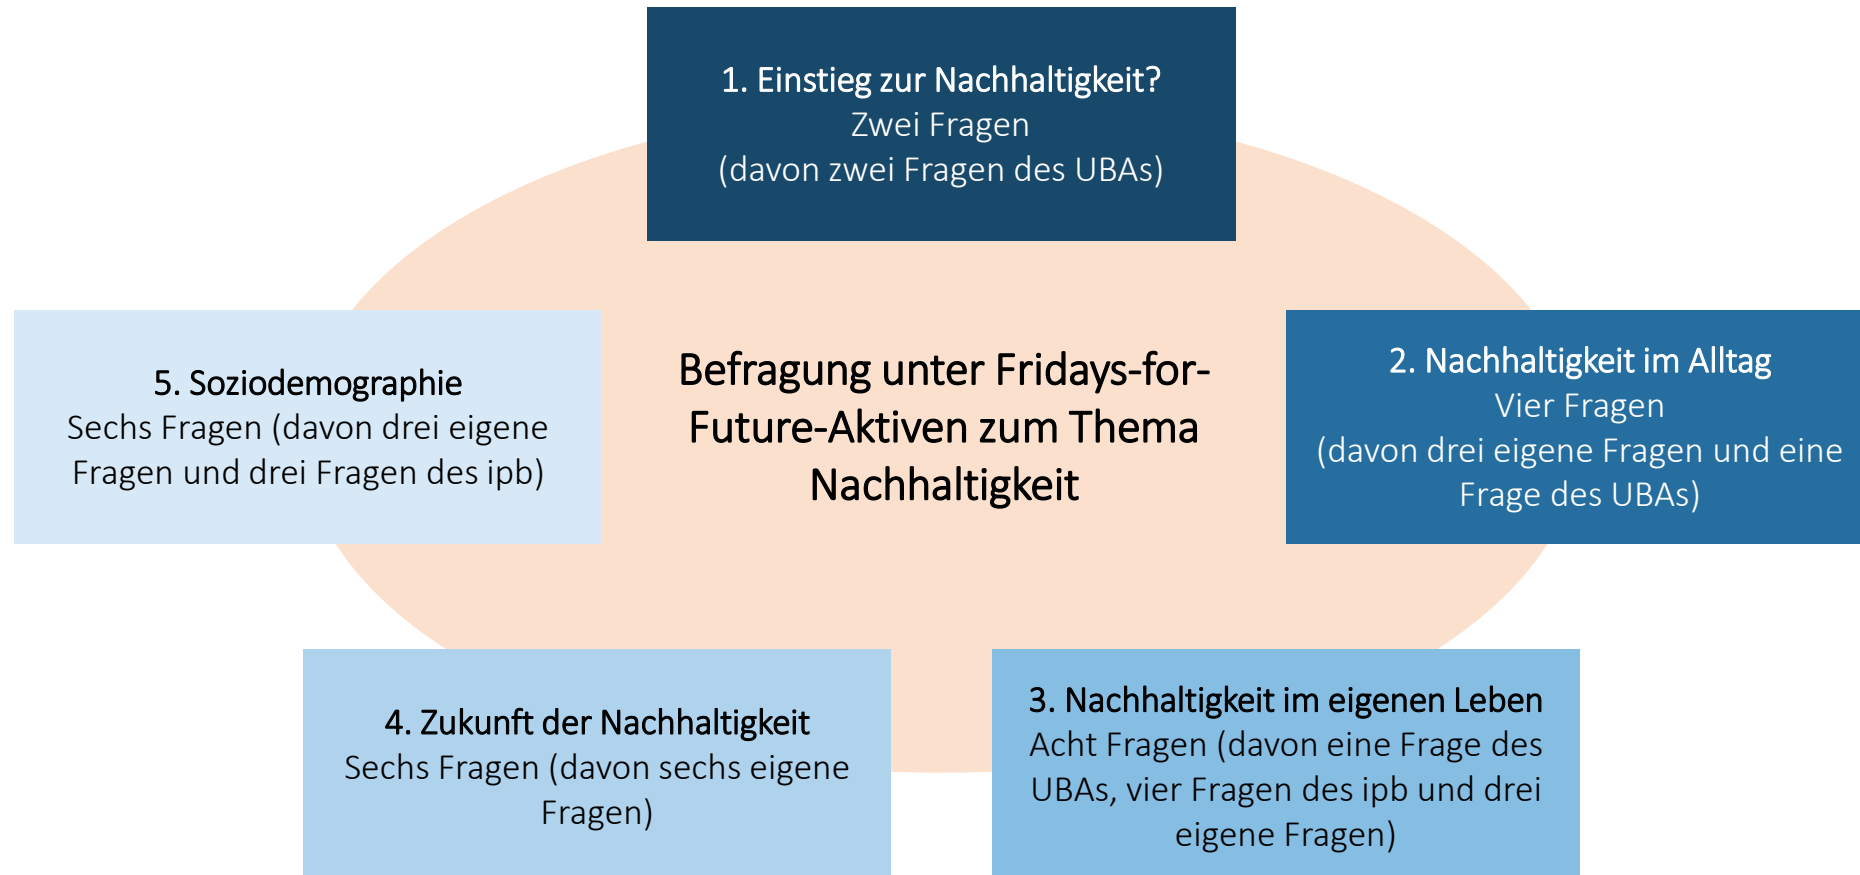 1. Einstieg zur Nachhaltigkeit?
Zwei Fragen
(davon zwei Fragen des UBAs)
Befragung unter Fridays-for-
Future-Aktiven zum Thema
Nachhaltigkeit
2. Nachhaltigkeit im Alltag
Vier Fragen
(davon drei eigene Fragen und eine
Frage des UBAs)
3. Nachhaltigkeit im eigenen Leben
Acht Fragen (davon eine Frage des
UBAs, vier Fragen des ipb und drei
eigene Fragen)
4. Zukunft der Nachhaltigkeit
Sechs Fragen (davon sechs eigene
Fragen)
5. Soziodemographie
Sechs Fragen (davon drei eigene
Fragen und drei Fragen des ipb)